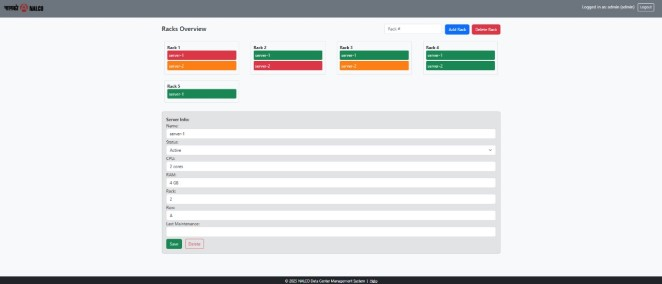 नालको NALCO
Logged in as: admin (admin) Logout
Racks Overview
Rack # Add Rack Delete Rack
Rack 1 Rack 2 Rack 3 Rack 4
server-1 server-1 server-1 server-1
server-2 server-2 server-2 server-2
Rack 5
server-1
Server Info
Name:
server-1
Status:
Active
CPU:
RAM:
4 GB
Rack:
2
Row:
4
Last Maintenance:
Save Delete
© 2025 NALCO Data Center Management System | Help